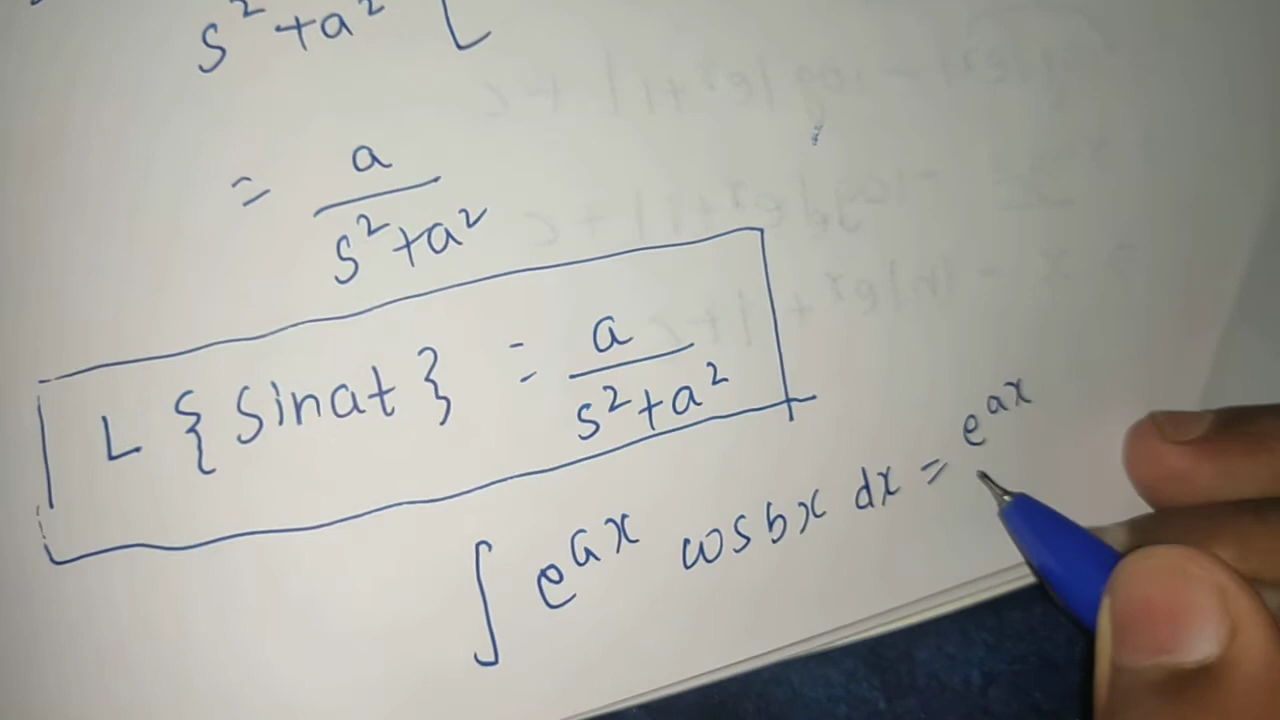 s² + a² [
= a / s² + a²
L { Sinat } = a / s² + a²
∫ e^ax cosbx dx = e^ax